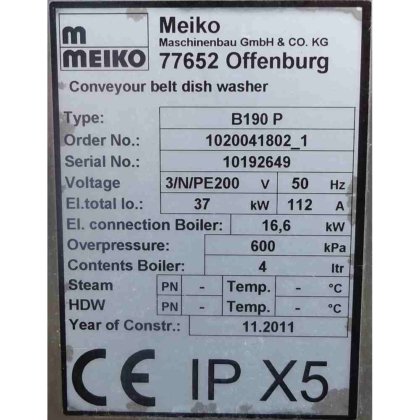 m
MEIKO
Meiko
Maschinenbau GmbH & CO. KG
77652 Offenburg
Conveyour belt dish washer
Type: B190 P
Order No.: 1020041802_1
Serial No.: 10192649
Voltage 3/N/PE200 V 50 Hz
El.total lo.: 37 kW 112 A
El. connection Boiler: 16,6 kW
Overpressure: 600 kPa
Contents Boiler: 4 ltr
Steam PN - Temp. - °C
HDW PN - Temp. - °C
Year of Constr.: 11.2011
CE IP X5